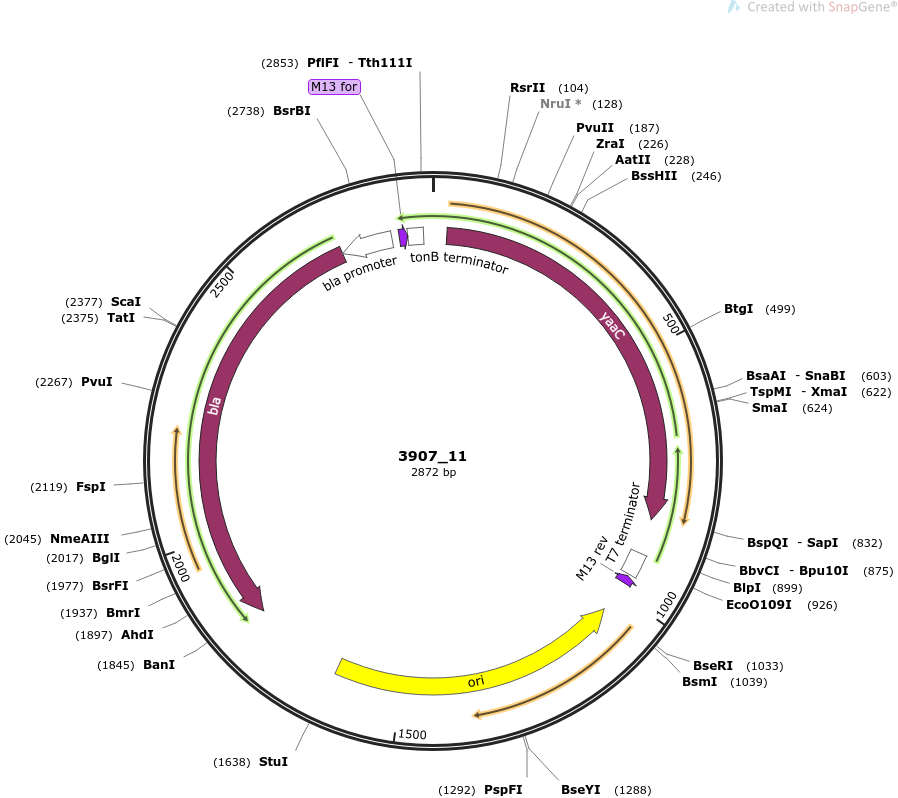 Created with SnapGene®
(2853) PflFI - Tth111I
M13 for
(2738) BsrBI
RsrII (104)
NruI * (128)
PvuII (187)
ZraI (226)
AatII (228)
BssHII (246)
bla promoter
tonB terminator
2500
(2377) ScaI
(2375) TatI
BtgI (499)
500
yaaC
(2267) PvuI
BsaAI - SnaBI (603)
TspMI - XmaI (622)
SmaI (624)
bla
3907_11
2872 bp
(2119) FspI
T7 terminator
M13 rev
(2045) NmeAIII
(2017) BglI
2000
(1977) BsrFI
(1937) BmrI
(1897) AhdI
(1845) BanI
BspQI - SapI (832)
BbvCI - Bpu10I (875)
BlpI (899)
EcoO109I (926)
1000
BseRI (1033)
BsmI (1039)
ori
1500
(1638) StuI
(1292) PspFI
BseYI (1288)